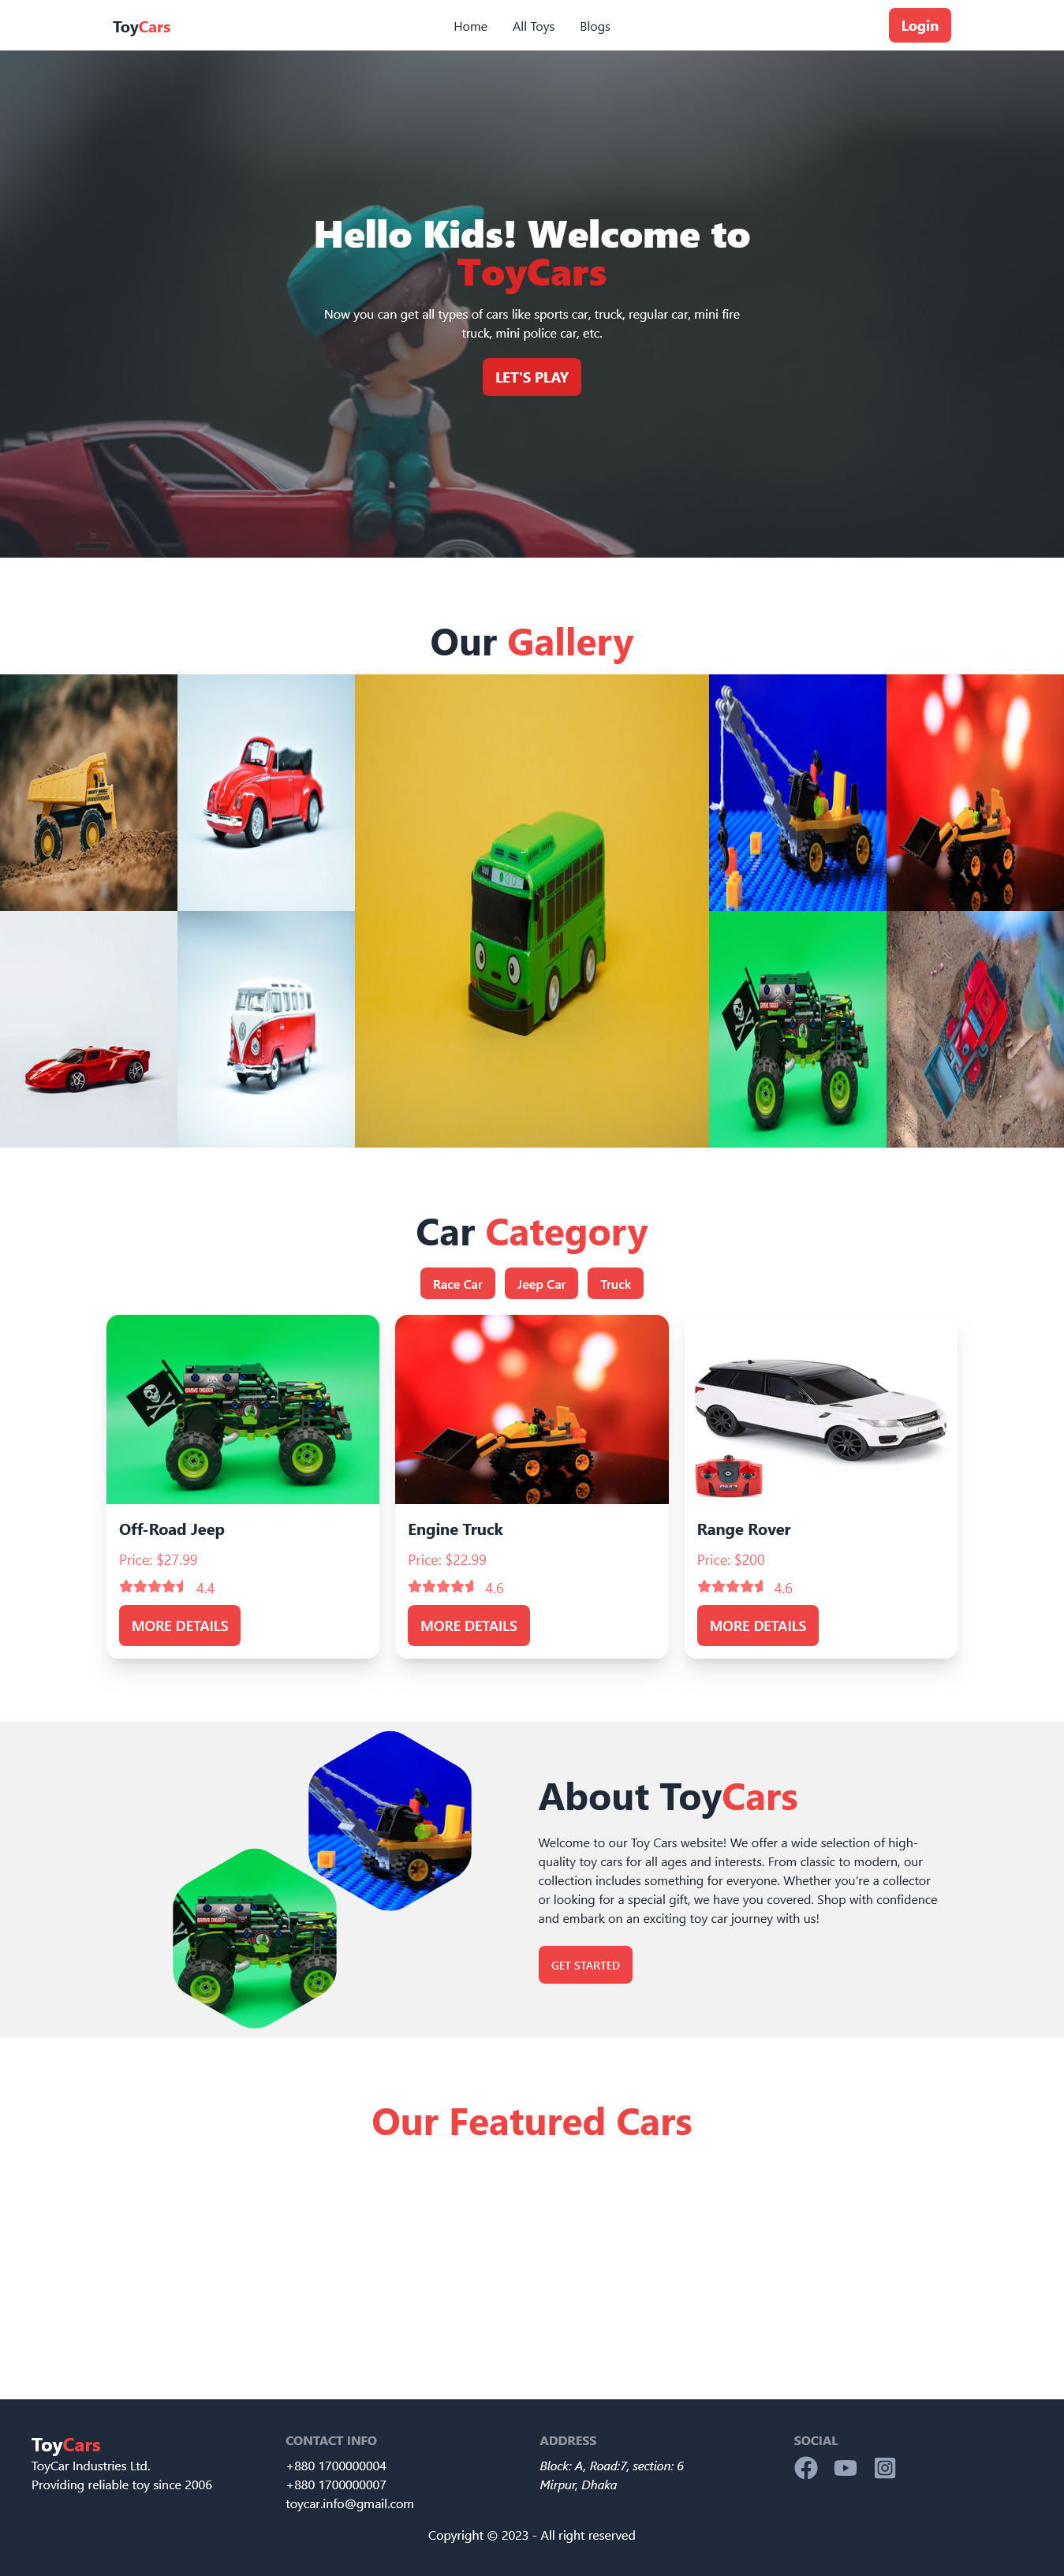 ToyCars
Home
All Toys
Blogs
Login
Hello Kids! Welcome to
ToyCars
Now you can get all types of cars like sports car, truck, regular car, mini fire
truck, mini police car, etc.
LET'S PLAY
Our Gallery
Car Category
Race Car
Jeep Car
Truck
Off-Road Jeep
Price: $27.99
4.4
MORE DETAILS
Engine Truck
Price: $22.99
4.6
MORE DETAILS
Range Rover
Price: $200
4.6
MORE DETAILS
About ToyCars
Welcome to our Toy Cars website! We offer a wide selection of high-
quality toy cars for all ages and interests. From classic to modern, our
collection includes something for everyone. Whether you're a collector
or looking for a special gift, we have you covered. Shop with confidence
and embark on an exciting toy car journey with us!
GET STARTED
Our Featured Cars
ToyCars
ToyCar Industries Ltd.
Providing reliable toy since 2006
CONTACT INFO
+880 1700000004
+880 1700000007
toycar.info@gmail.com
ADDRESS
Block: A, Road:7, section: 6
Mirpur, Dhaka
SOCIAL
Copyright © 2023 - All right reserved